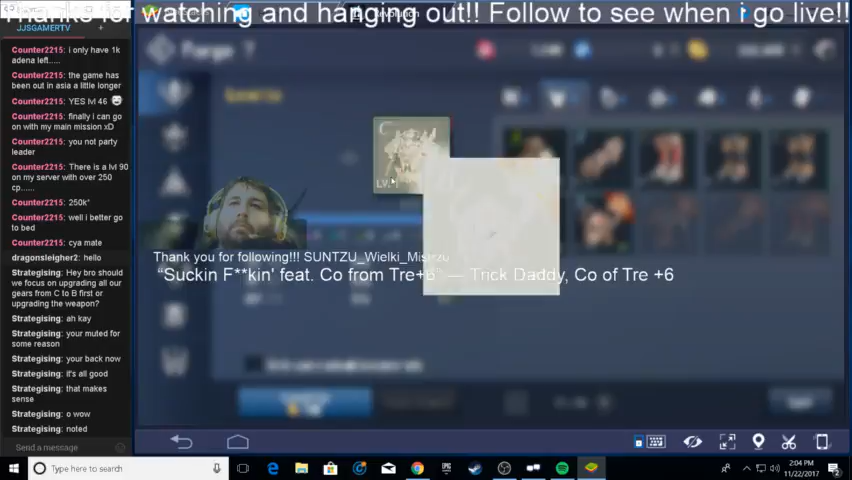 Thanks for watching and hanging out!! Follow to see when i go live!!
JJSGAMERTV
Counter2215: i only have 1k
adena left.....
Counter2215: the game has
been out in asia a little longer
Counter2215: YES lvl 46
Counter2215:
finally i can go
on with my main mission xD
Counter2215: you not party
leader
Counter2215: There is a lvl 90
on my server with over 250
cp......
Counter2215: 250k*
Counter2215: well i better go
to bed
Counter2215: cya mate
dragonsleigher2: hello
Strategising: Hey bro should
we focus on upgrading all our
gears from C to B first or
upgrading the weapon?
Strategising: ah kay
Strategising: your muted for
some reason
Strategising: your back now
Strategising: it's all good
Strategising: that makes
sense
Strategising: o wow
Strategising: noted
Send a message
Forge ?
C
LV. 1
Thank you for following!!! SUNTZU_Wielki_Mistrzu
“Suckin F**kin' feat. Co from Tre+6” — Trick Daddy, Co of Tre +6
Type here to search
EPIC
2:04 PM
11/22/2017